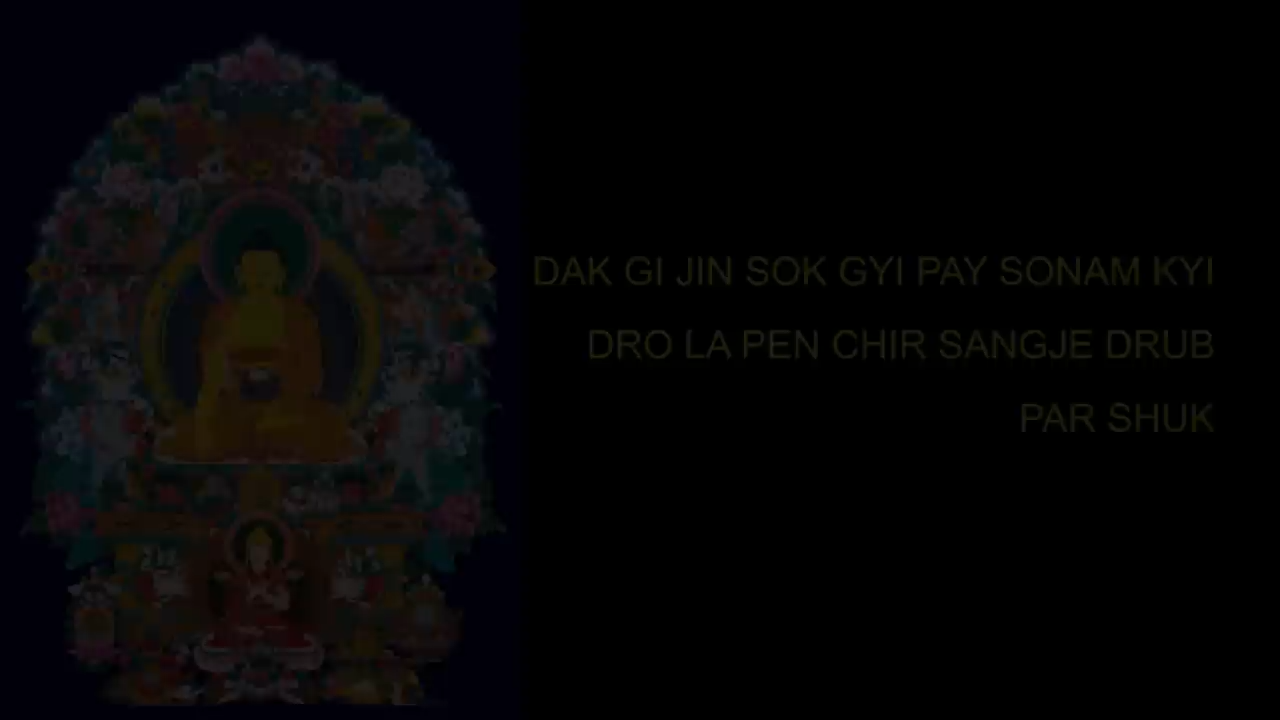 DAK GI JIN SOK GYI PAY SONAM KYI
DRO LA PEN CHIR SANGJE DRUB
PAR SHUK